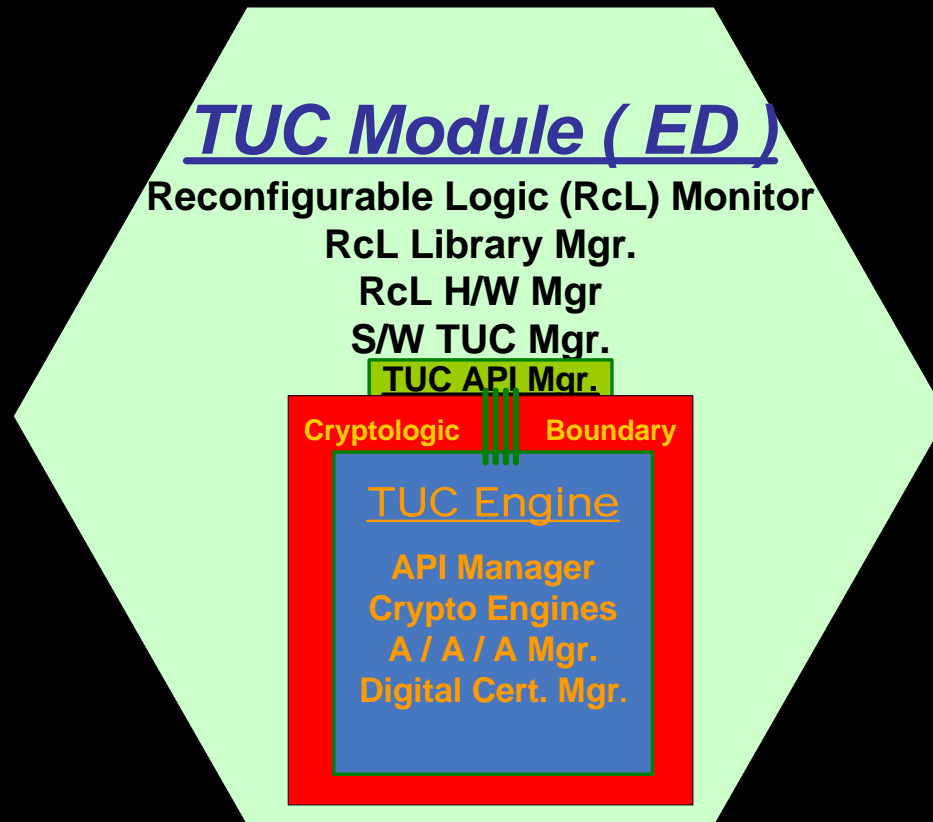 TUC Module ( ED )
Reconfigurable Logic (RcL) Monitor
RcL Library Mgr.
RcL H/W Mgr
S/W TUC Mgr.
TUC API Mgr.
Cryptologic Boundary
TUC Engine
API Manager
Crypto Engines
A / A / A Mgr.
Digital Cert. Mgr.